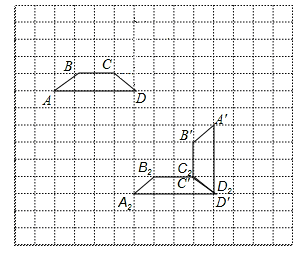 B C
A D
A′
B′
B₂ C₂
C′ D₂
A₂ D′